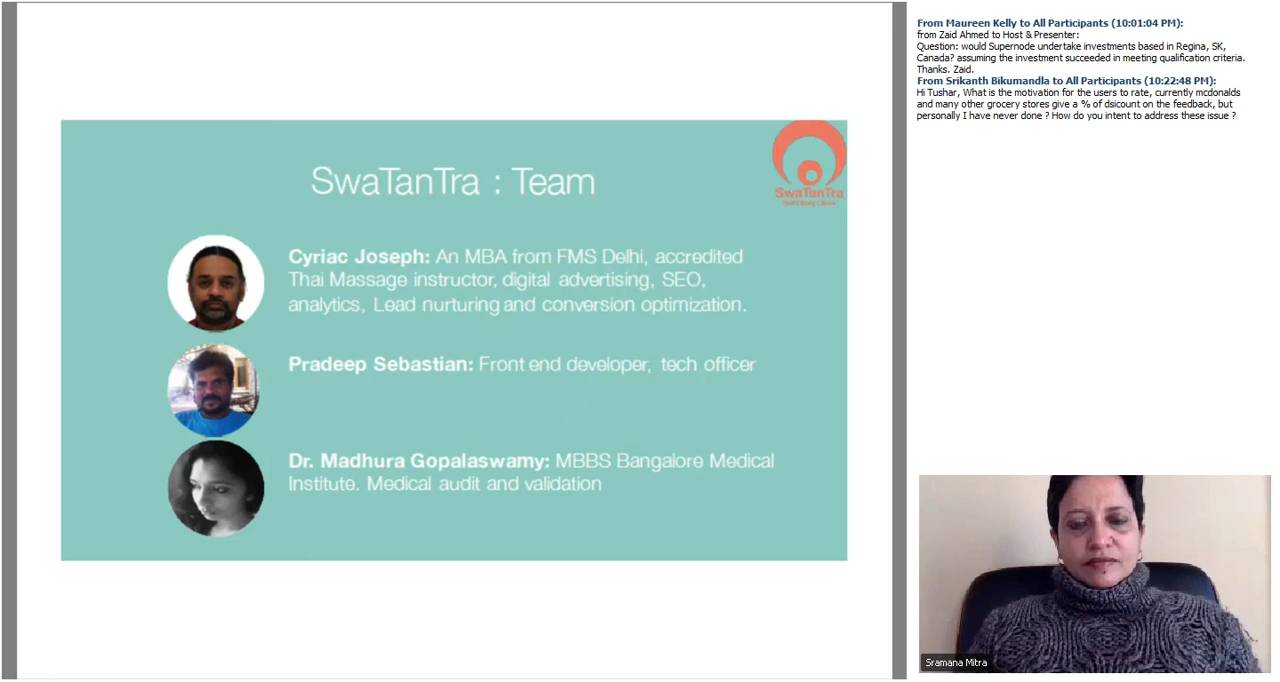 SwaTanTra : Team
SwaTanTra
Cyriac Joseph: An MBA from FMS Delhi, accredited
Thai Massage instructor, digital advertising, SEO,
analytics, Lead nurturing and conversion optimization.
Pradeep Sebastian: Front end developer, tech officer
Dr. Madhura Gopalaswamy: MBBS Bangalore Medical
Institute. Medical audit and validation
From Maureen Kelly to All Participants (10:01:04 PM):
from Zaid Ahmed to Host & Presenter:
Question: would Supernode undertake investments based in Regina, SK,
Canada? assuming the investment succeeded in meeting qualification criteria.
Thanks. Zaid.
From Srikanth Bikumandla to All Participants (10:22:48 PM):
Hi Tushar, What is the motivation for the users to rate, currently mcdonalds
and many other grocery stores give a % of dsicount on the feedback, but
personally I have never done ? How do you intent to address these issue ?
Sramana Mitra